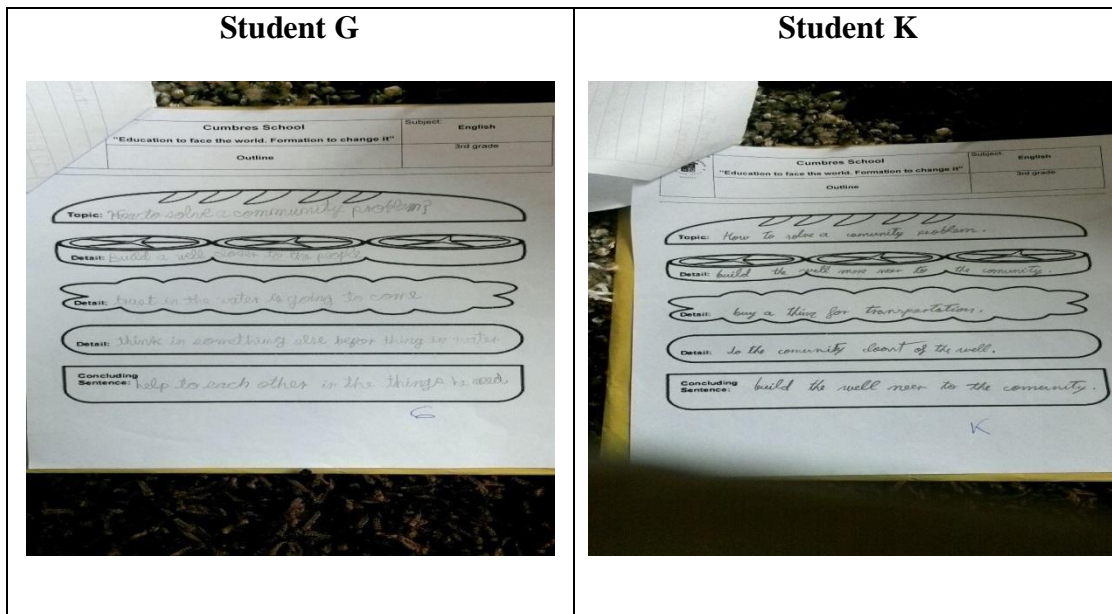 Student G
Cumbres School
"Education to face the world. Formation to change it"
Outline
Subject:
English
3rd grade
Topic: How to solve a community problem?
Detail: Build a well closer to the people
Detail: trust in the water is going to come
Detail: think in something else befor thing in water
Concluding
Sentence: help to each other in the things he need
G
Student K
Cumbres School
"Education to face the world. Formation to change it"
Outline
Subject:
English
3rd grade
Topic: How to solve a comunity problem.
Detail: build the well more neer to the comunity.
Detail: buy a thing for transportation.
Detail: do the comunity of the well.
Concluding
Sentence: build the well neer to the comunity.
K